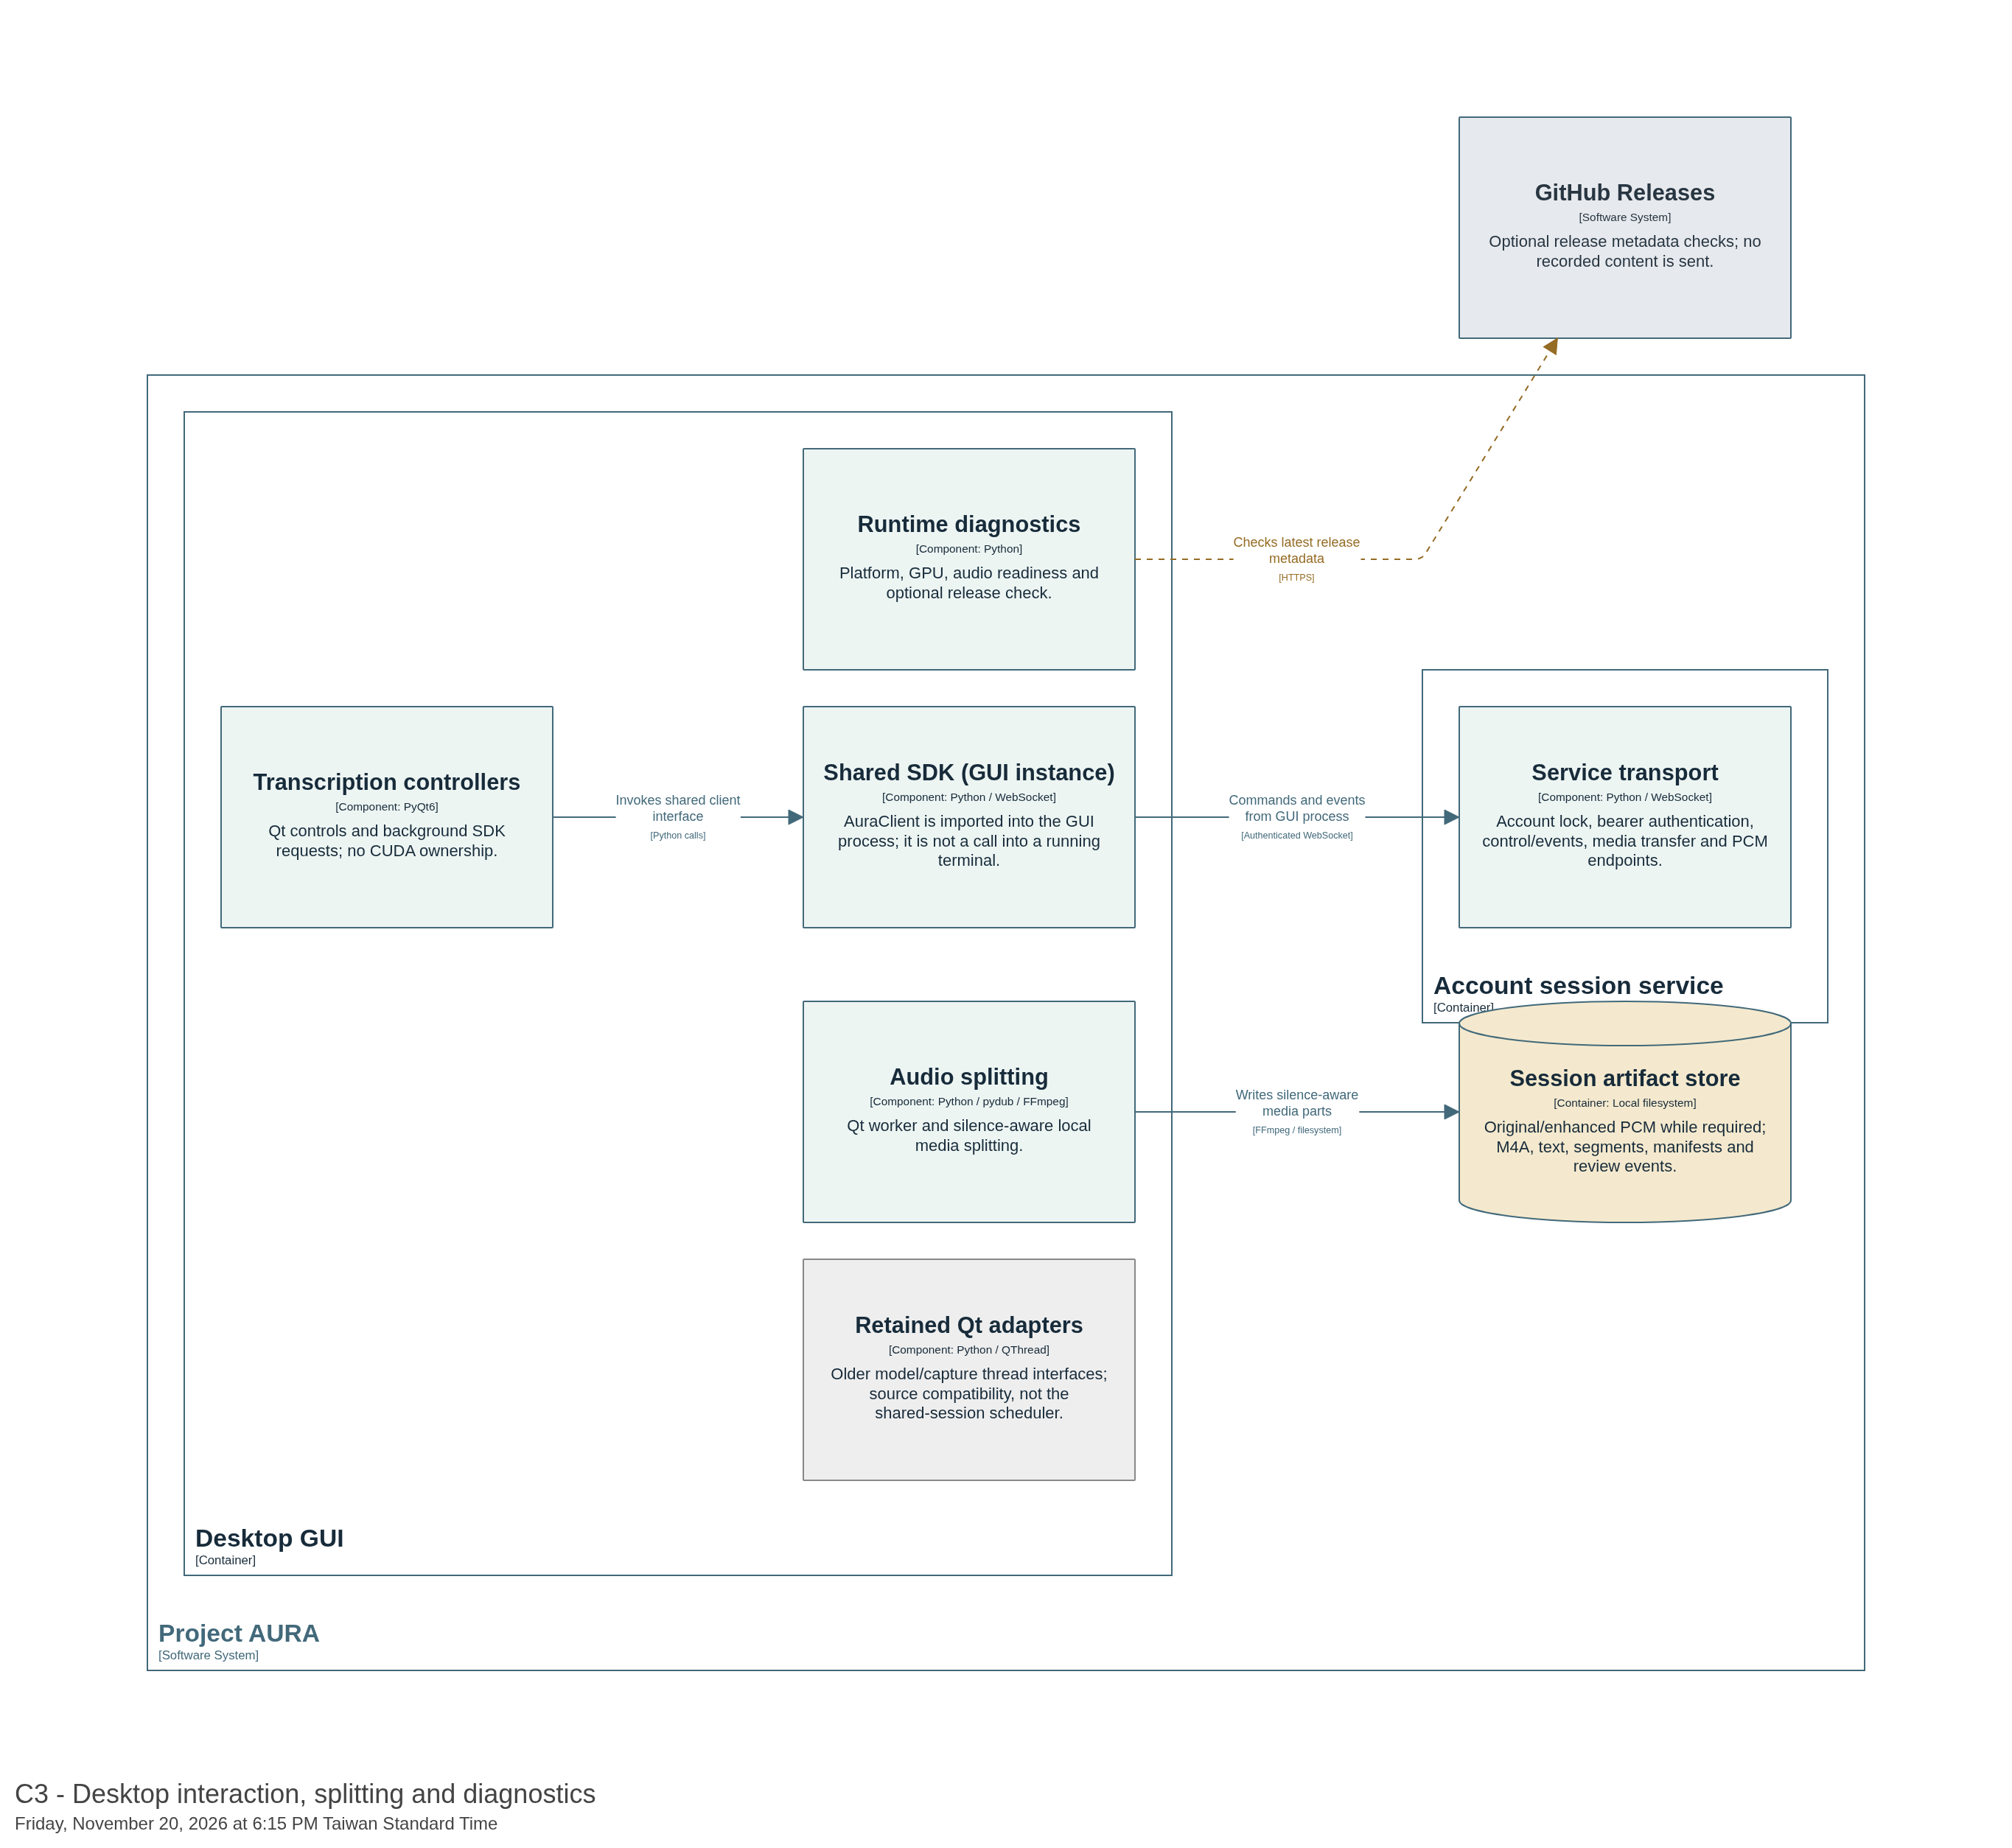 GitHub Releases
[Software System]
Optional release metadata checks; no
recorded content is sent.
Runtime diagnostics
[Component: Python]
Platform, GPU, audio readiness and
optional release check.
Checks latest release
metadata
[HTTPS]
Transcription controllers
[Component: PyQt6]
Qt controls and background SDK
requests; no CUDA ownership.
Invokes shared client
interface
[Python calls]
Shared SDK (GUI instance)
[Component: Python / WebSocket]
AuraClient is imported into the GUI
process; it is not a call into a running
terminal.
Commands and events
from GUI process
[Authenticated WebSocket]
Service transport
[Component: Python / WebSocket]
Account lock, bearer authentication,
control/events, media transfer and PCM
endpoints.
Account session service
[Container]
Audio splitting
[Component: Python / pydub / FFmpeg]
Qt worker and silence-aware local
media splitting.
Writes silence-aware
media parts
[FFmpeg / filesystem]
Session artifact store
[Container: Local filesystem]
Original/enhanced PCM while required;
M4A, text, segments, manifests and
review events.
Retained Qt adapters
[Component: Python / QThread]
Older model/capture thread interfaces;
source compatibility, not the
shared-session scheduler.
Desktop GUI
[Container]
Project AURA
[Software System]
C3 - Desktop interaction, splitting and diagnostics
Friday, November 20, 2026 at 6:15 PM Taiwan Standard Time